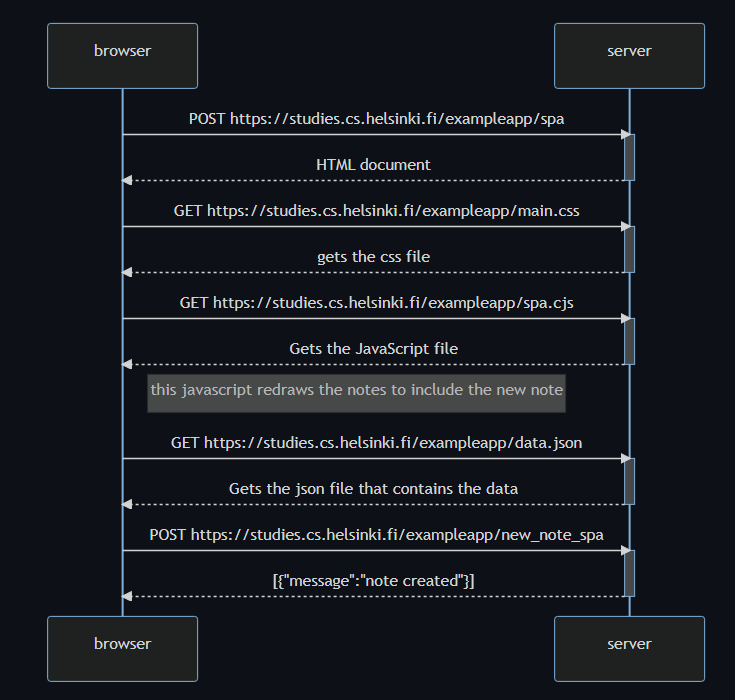 browser server
POST https://studies.cs.helsinki.fi/exampleapp/spa
HTML document
GET https://studies.cs.helsinki.fi/exampleapp/main.css
gets the css file
GET https://studies.cs.helsinki.fi/exampleapp/spa.cjs
Gets the JavaScript file
this javascript redraws the notes to include the new note
GET https://studies.cs.helsinki.fi/exampleapp/data.json
Gets the json file that contains the data
POST https://studies.cs.helsinki.fi/exampleapp/new_note_spa
[{"message":"note created"}]
browser server